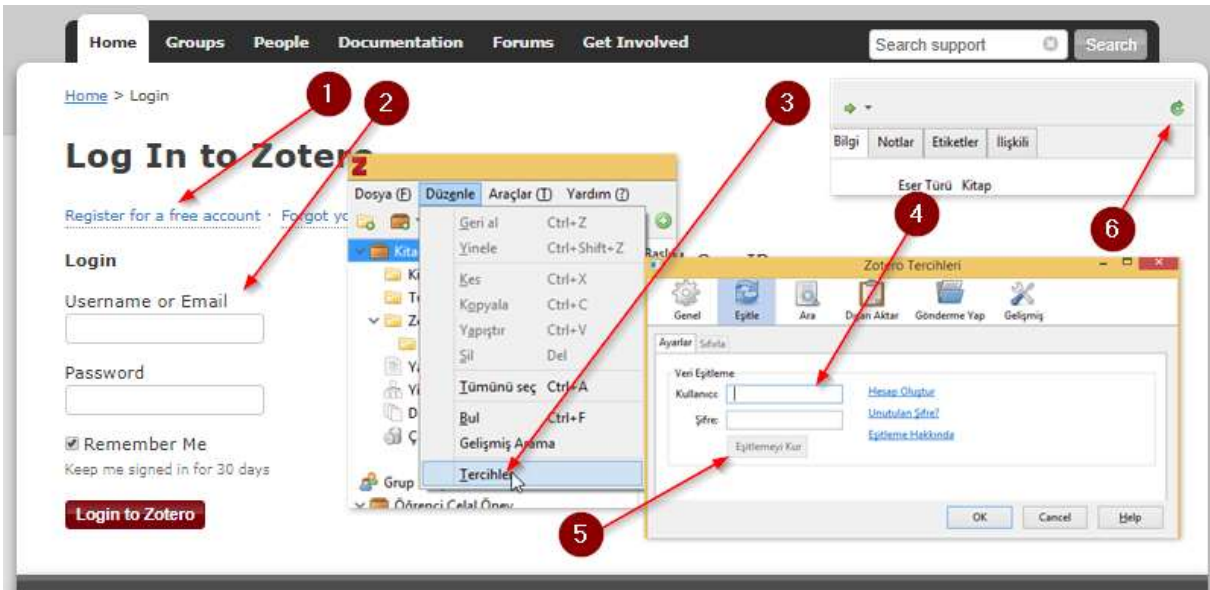 Home Groups People Documentation Forums Get Involved Search support Search
Home > Login
1
2
3
Log In to Zotero
Register for a free account · Forgot
Login
Username or Email
Password
Remember Me
Keep me signed in for 30 days
Login to Zotero
Z
Dosya (F) Düzenle Araçlar (T) Yardım (?)
Geri al Ctrl+Z
Yinele Ctrl+Shift+Z
Kes Ctrl+X
Kopyala Ctrl+C
Yapıştır Ctrl+V
Sil Del
Tümünü seç Ctrl+A
Bul Ctrl+F
Gelişmiş Arama
Tercihler
Grup
Öğrenci Celal Öney
Bilgi Notlar Etiketler İlişkili
Eser Türü Kitap
4
6
Zotero Tercihleri
Genel Eşitle Ara Dışarı Aktar Gönderme Yap Gelişmiş
Ayarlar Sıfırla
Veri Eşitleme
Kullanıcı: Hesap Oluştur
Şifre: Unutulan Şifre?
Eşitleme Hakkında
Eşitlemeyi Kur
5
OK Cancel Help